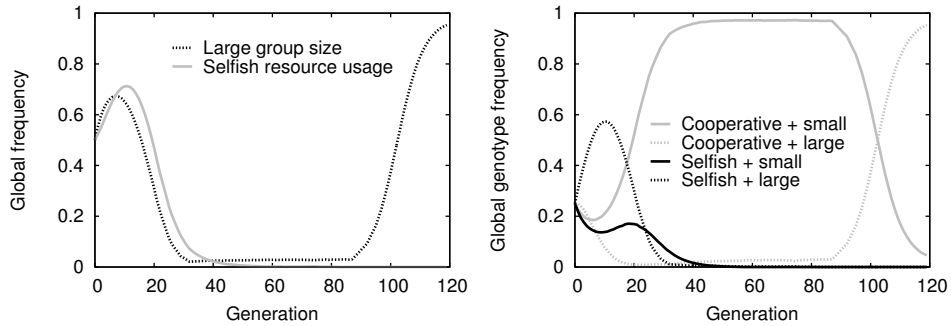 Global frequency
1
0.8
0.6
0.4
0.2
0
Large group size
Selfish resource usage
0 20 40 60 80 100 120
Generation
Global genotype frequency
1
0.8
0.6
0.4
0.2
0
Cooperative + small
Cooperative + large
Selfish + small
Selfish + large
0 20 40 60 80 100 120
Generation